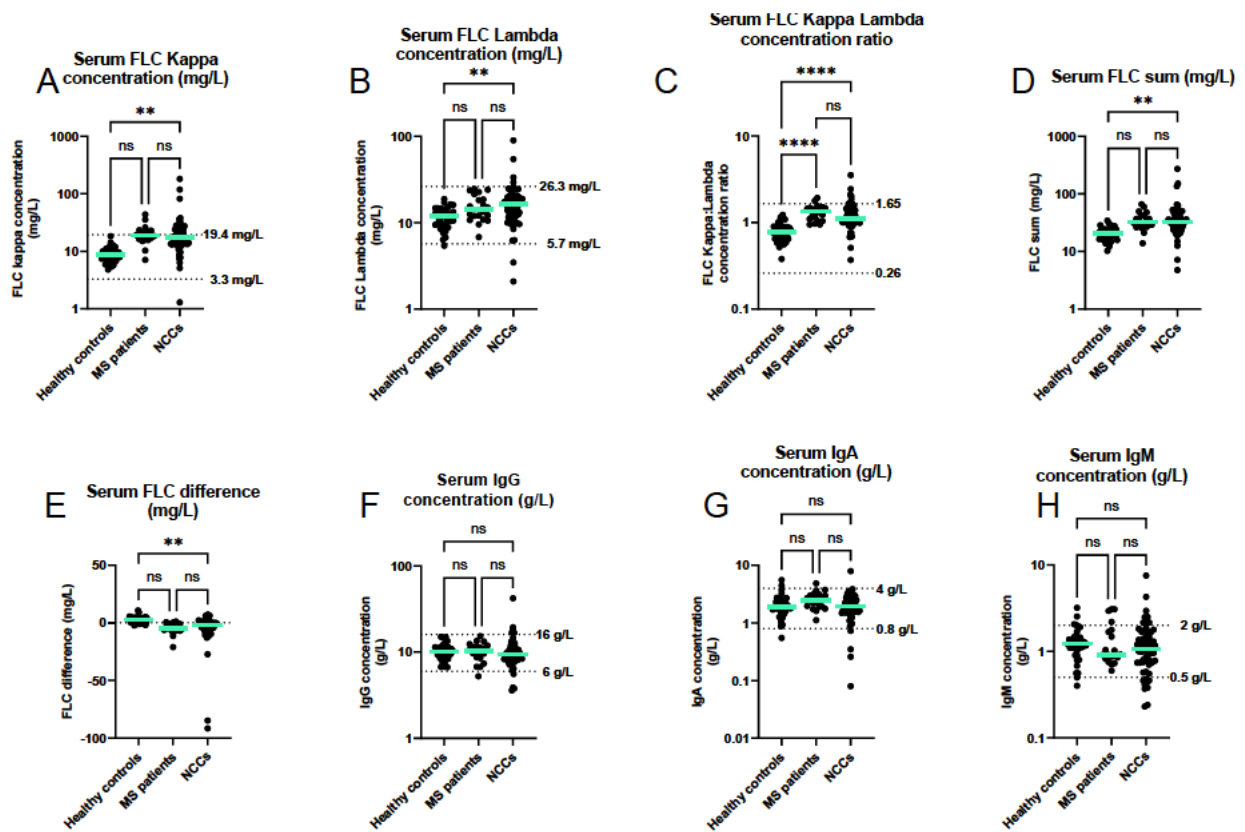 A
Serum FLC Kappa
concentration (mg/L)
**
ns
ns
FLC kappa concentration
(mg/L)
1000
100
10
1
19.4 mg/L
3.3 mg/L
Healthy controls
MS patients
NCCs
B
Serum FLC Lambda
concentration (mg/L)
**
ns
ns
FLC Lambda concentration
(mg/L)
100
10
1
26.3 mg/L
5.7 mg/L
Healthy controls
MS patients
NCCs
C
Serum FLC Kappa Lambda
concentration ratio
****
ns
****
FLC Kappa:Lambda
concentration ratio
10
1
0.1
1.65
0.26
Healthy controls
MS patients
NCCs
D
Serum FLC sum (mg/L)
**
ns
ns
FLC sum (mg/L)
1000
100
10
1
Healthy controls
MS patients
NCCs
E
Serum FLC difference
(mg/L)
**
ns
ns
FLC difference (mg/L)
50
0
-50
-100
Healthy controls
MS patients
NCCs
F
Serum IgG
concentration (g/L)
ns
ns
ns
IgG concentration
(g/L)
100
10
1
16 g/L
6 g/L
Healthy controls
MS patients
NCCs
G
Serum IgA
concentration (g/L)
ns
ns
ns
IgA concentration
(g/L)
10
1
0.1
0.01
4 g/L
0.8 g/L
Healthy controls
MS patients
NCCs
H
Serum IgM
concentration (g/L)
ns
ns
ns
IgM concentration
(g/L)
10
1
0.1
2 g/L
0.5 g/L
Healthy controls
MS patients
NCCs